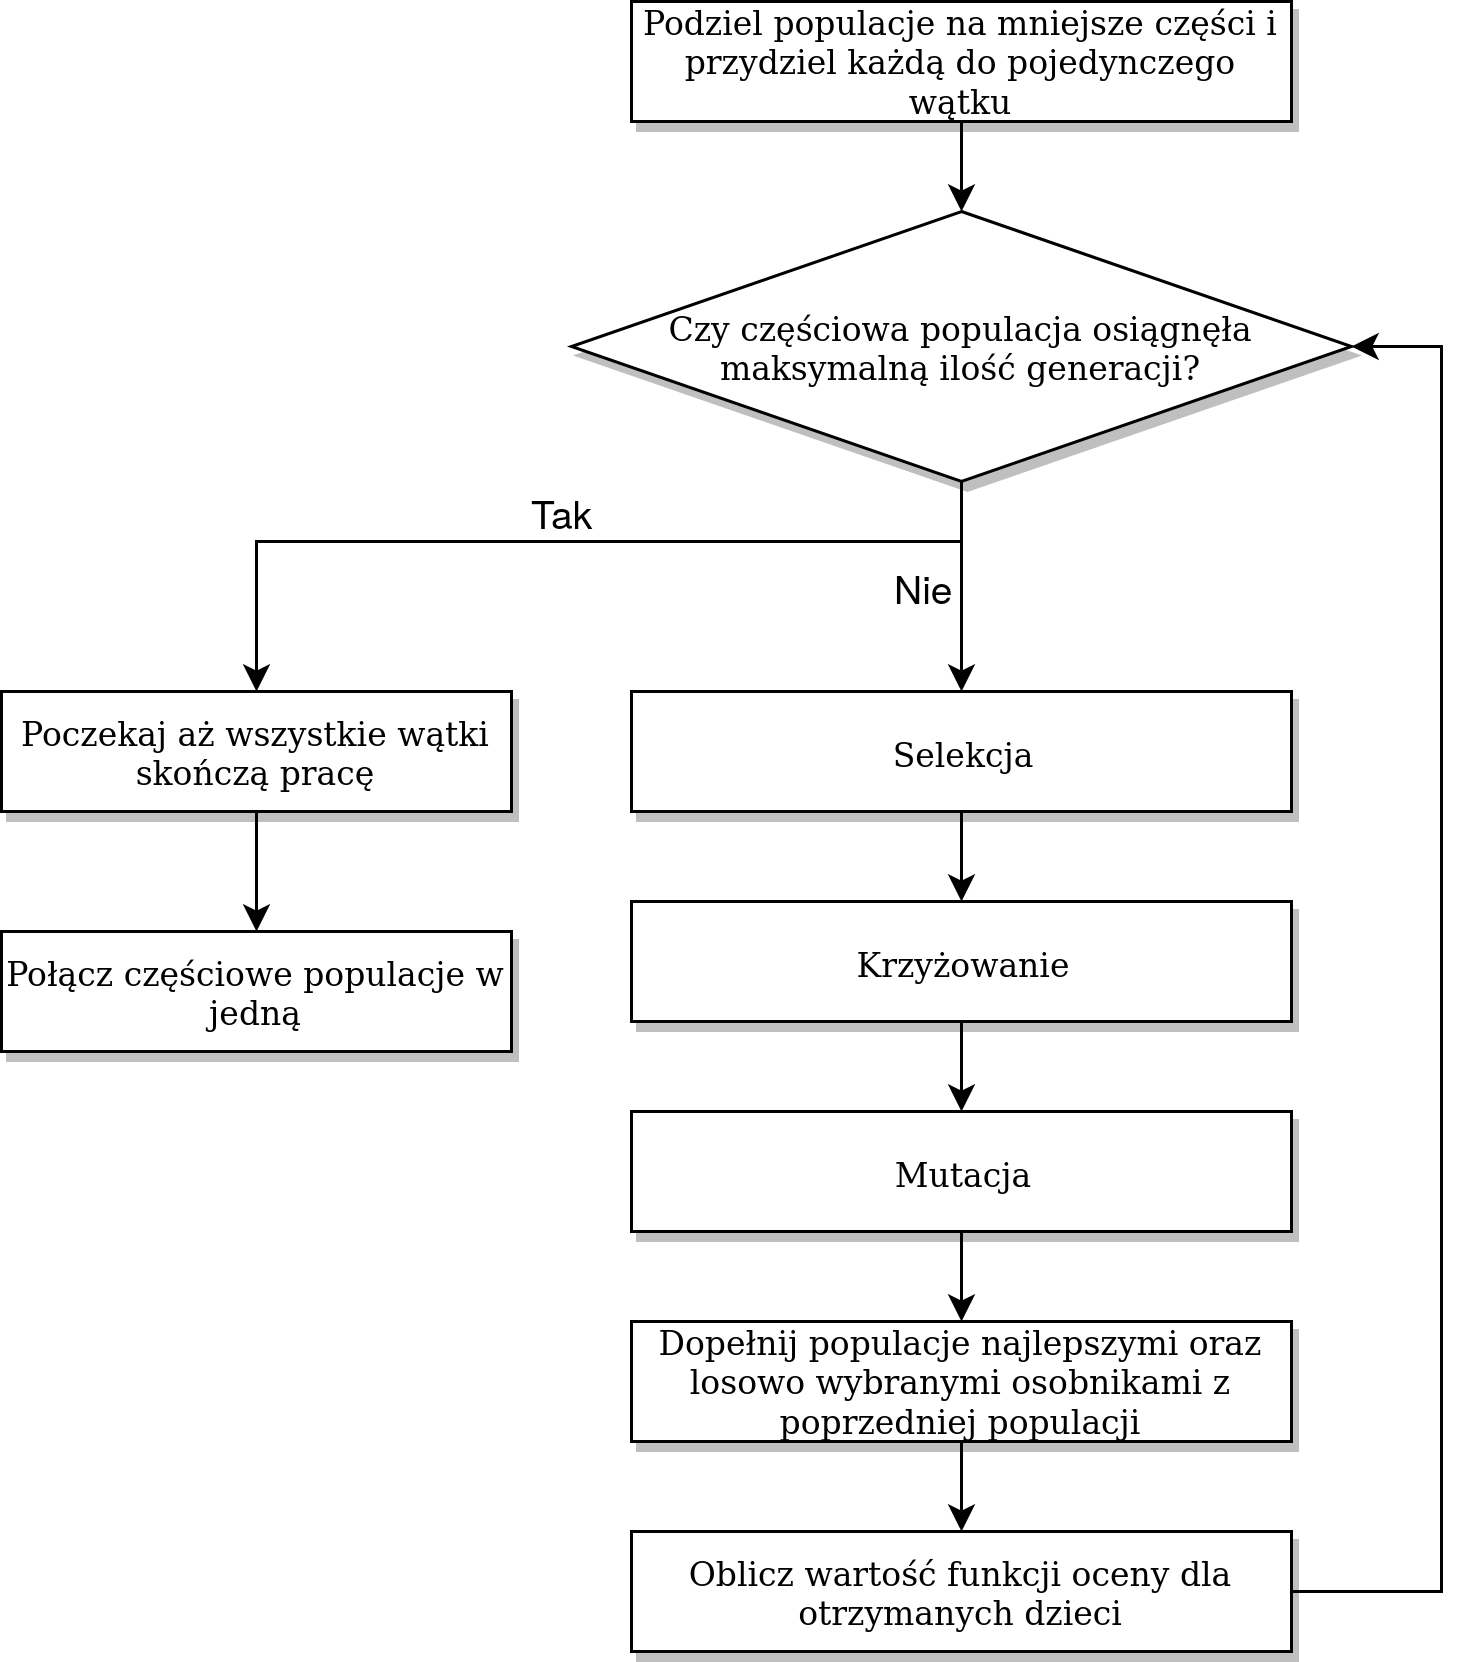 Podziel populacje na mniejsze części i
przydziel każdą do pojedynczego
wątku
Czy częściowa populacja osiągnęła
maksymalną ilość generacji?
Tak
Nie
Poczekaj aż wszystkie wątki
skończą pracę
Połącz częściowe populacje w
jedną
Selekcja
Krzyżowanie
Mutacja
Dopełnij populacje najlepszymi oraz
losowo wybranymi osobnikami z
poprzedniej populacji
Oblicz wartość funkcji oceny dla
otrzymanych dzieci